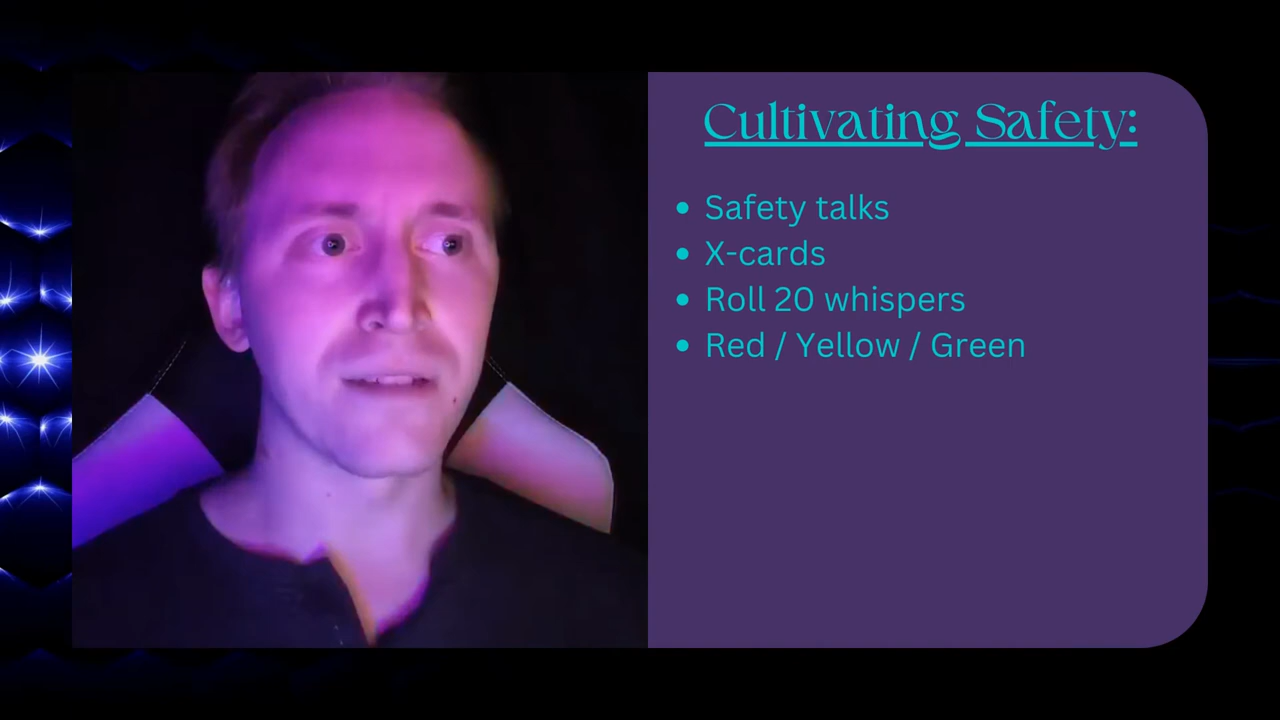 Cultivating Safety:
Safety talks
X-cards
Roll 20 whispers
Red / Yellow / Green